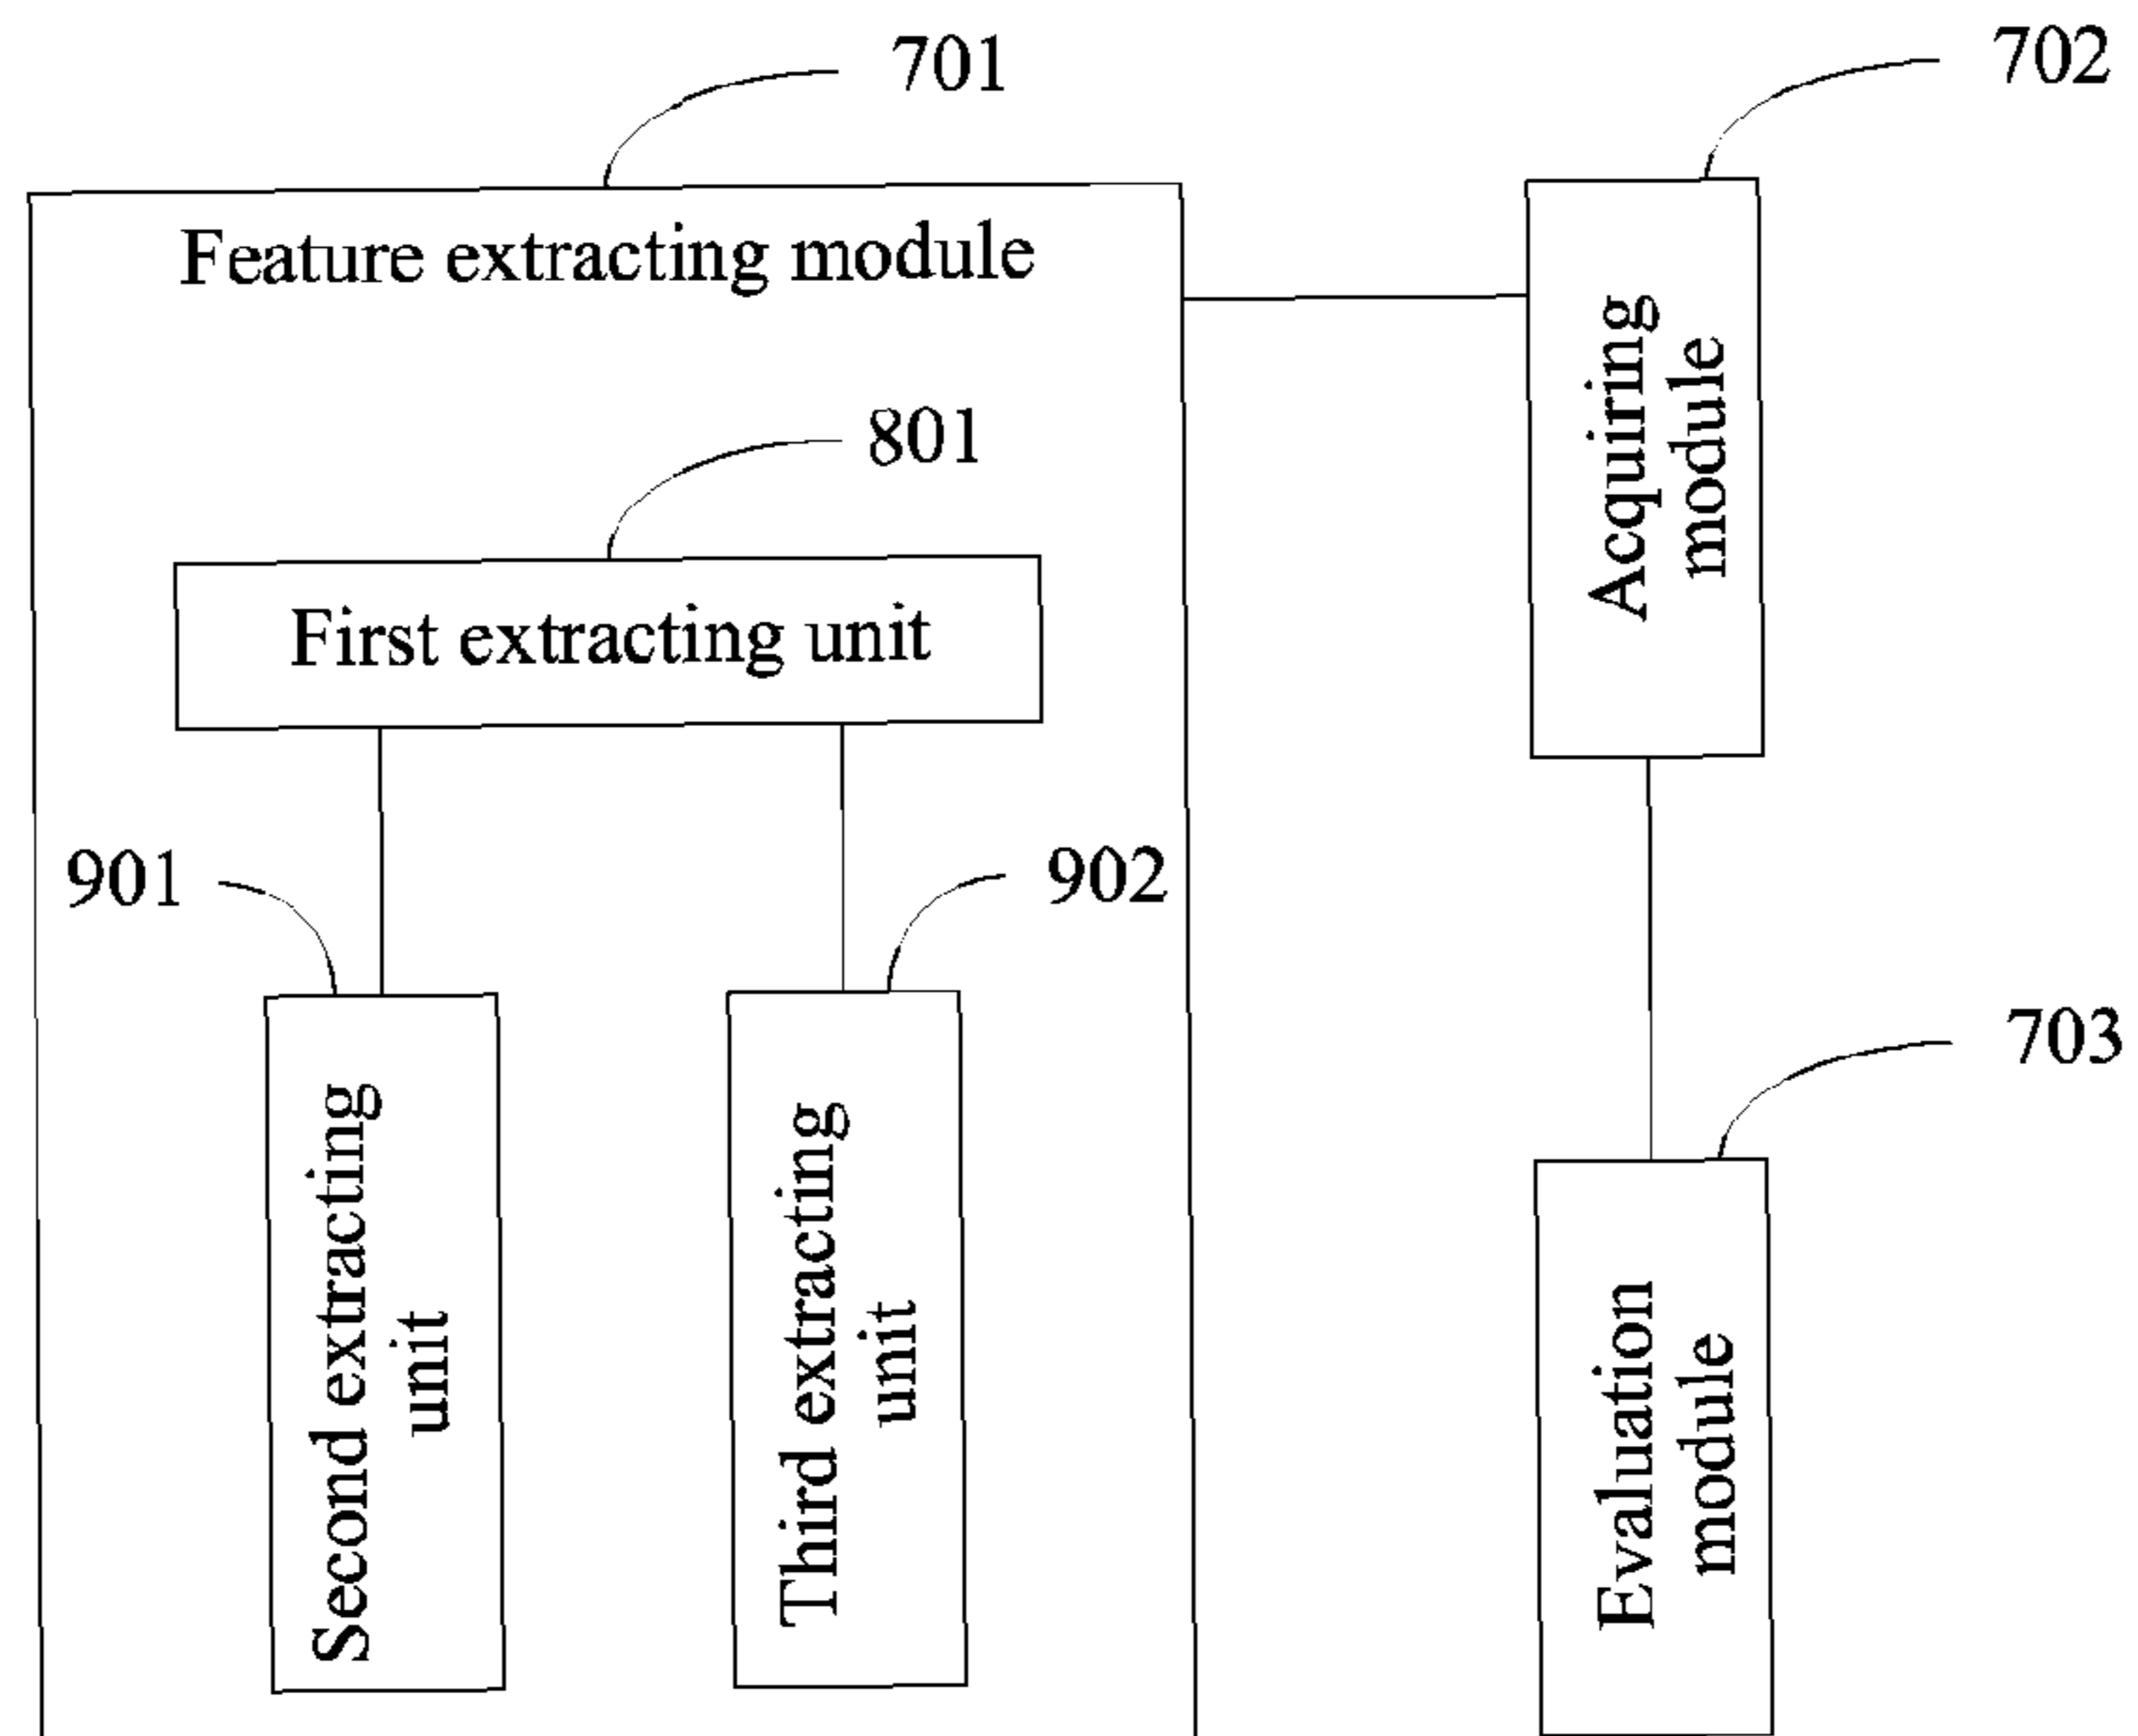 701
702
Feature extracting module
Acquiring
module
801
First extracting unit
901
902
703
Second extracting
unit
Third extracting
unit
Evaluation
module